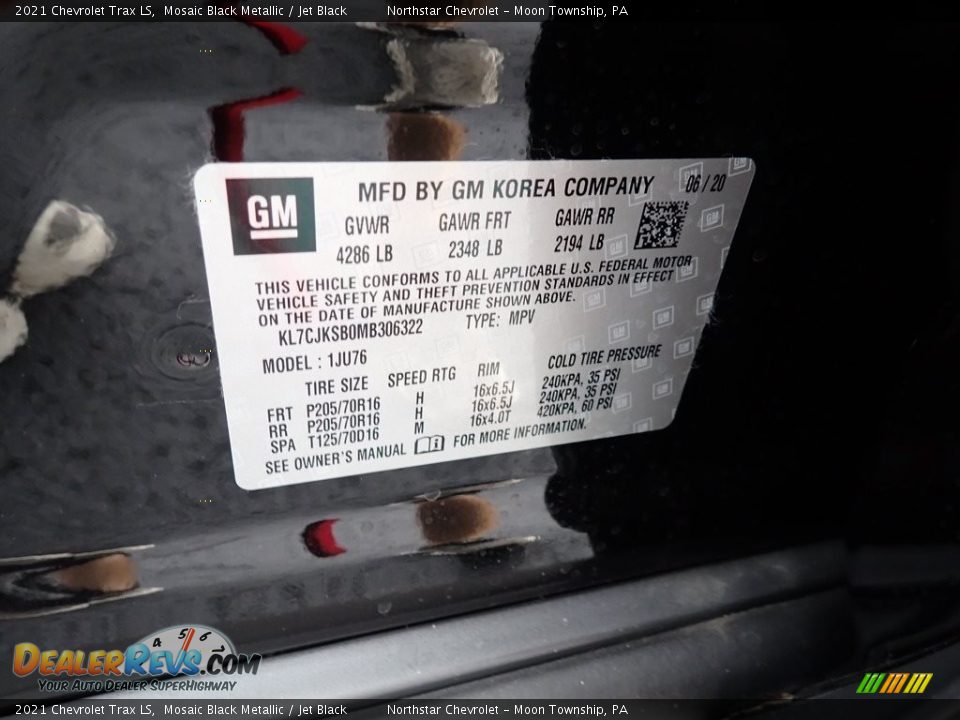 2021 Chevrolet Trax LS, Mosaic Black Metallic / Jet Black Northstar Chevrolet - Moon Township, PA
GM
MFD BY GM KOREA COMPANY 06/20
GVWR GAWR FRT GAWR RR
4286 LB 2348 LB 2194 LB
THIS VEHICLE CONFORMS TO ALL APPLICABLE U.S. FEDERAL MOTOR
VEHICLE SAFETY AND THEFT PREVENTION STANDARDS IN EFFECT
ON THE DATE OF MANUFACTURE SHOWN ABOVE.
KL7CJKSB0MB306322 TYPE: MPV
MODEL : 1JU76
TIRE SIZE SPEED RTG RIM COLD TIRE PRESSURE
FRT P205/70R16 H 16x6.5J 240KPA, 35 PSI
RR P205/70R16 H 16x6.5J 240KPA, 35 PSI
SPA T125/70D16 M 16x4.0T 420KPA, 60 PSI
SEE OWNER'S MANUAL FOR MORE INFORMATION.
4 5 6
DEALERREVS.COM
YOUR AUTO DEALER SUPERHIGHWAY
2021 Chevrolet Trax LS, Mosaic Black Metallic / Jet Black Northstar Chevrolet - Moon Township, PA